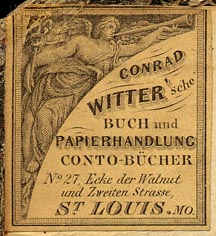 CONRAD
WITTER'sche
BUCH und
PAPIERHANDLUNG
CONTO-BÜCHER
No 27, Ecke der Walnut
und Zweiten Strasse,
ST LOUIS. MO.